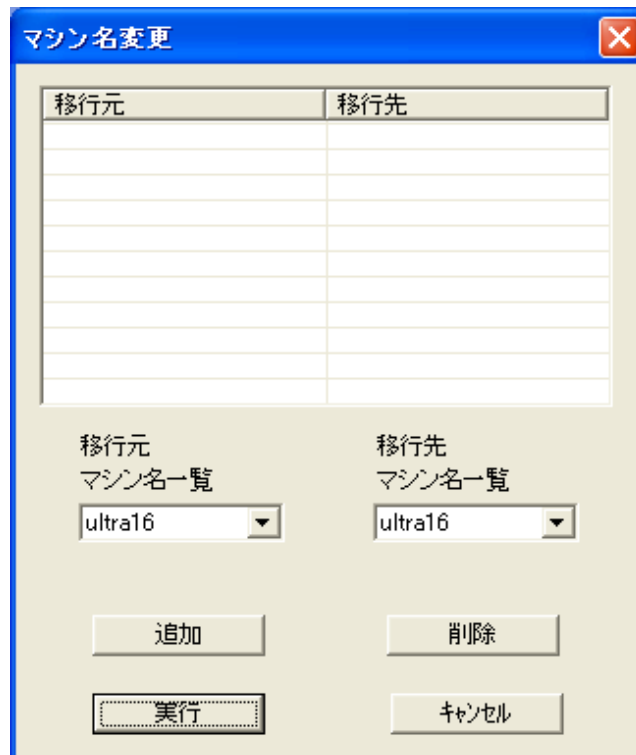 マシン名変更
移行元 移行先
移行元 移行先
マシン名一覧 マシン名一覧
ultra16 ultra16
追加 削除
実行 キャンセル